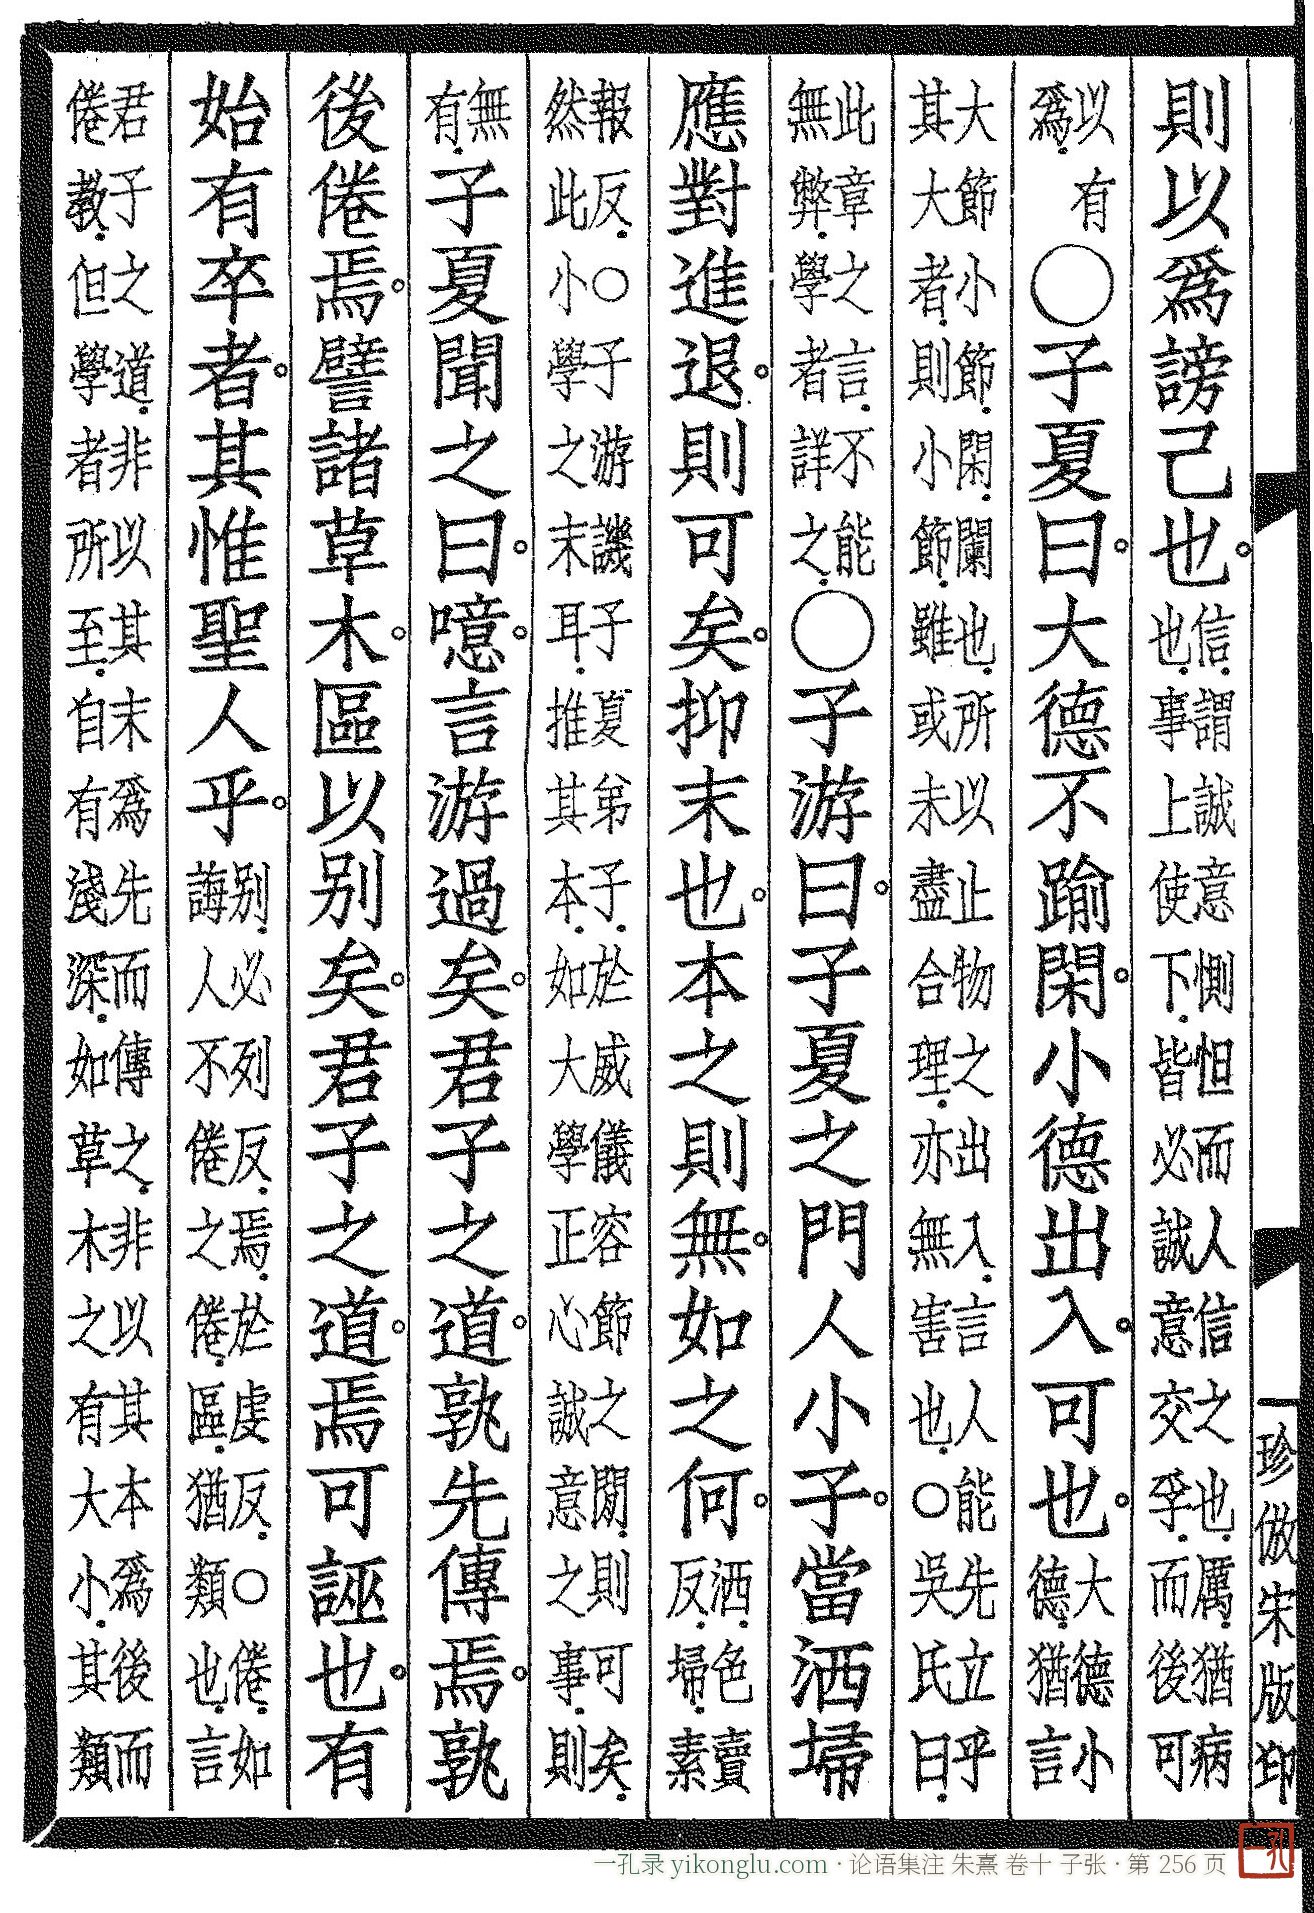 珍倣宋版印
則以爲謗己也。信、謂誠意惻怛而人信之也、厲猶病
也、事上使下、皆必誠意交孚、而後可
以有
爲、○子夏曰。大德不踰閑。小德出入。可也。大德小
德、猶言
大節小節、閑、闌也、所以止物之出入、言人能先立乎
其大者、則小節、雖或未盡合理、亦無害也、○吳氏曰、
此章之言、不能
無弊、學者詳之、○子游曰。子夏之門人小子。當洒埽
應對進退。則可矣。抑末也。本之則無。如之何。洒、色賣
反、埽、素
報反、○子游譏子夏弟子、於威儀容節之閒、則可矣、
然此小學之末耳、推其本、如大學正心誠意之事、則
無
有、子夏聞之曰。噫。言游過矣。君子之道。孰先傳焉。孰
後倦焉。譬諸草木。區以別矣。君子之道。焉可誣也。有
始有卒者。其惟聖人乎。別、必列反、焉、於虔反、○倦、如
誨人不倦之倦、區、猶類也、言
君子之道、非以其末爲先而傳之、非以其本爲後而
倦教、但學者所至、自有淺深、如草木之有大小、其類
一孔录 yikonglu.com · 论语集注 朱熹 卷十 子张 · 第 256 页
一孔